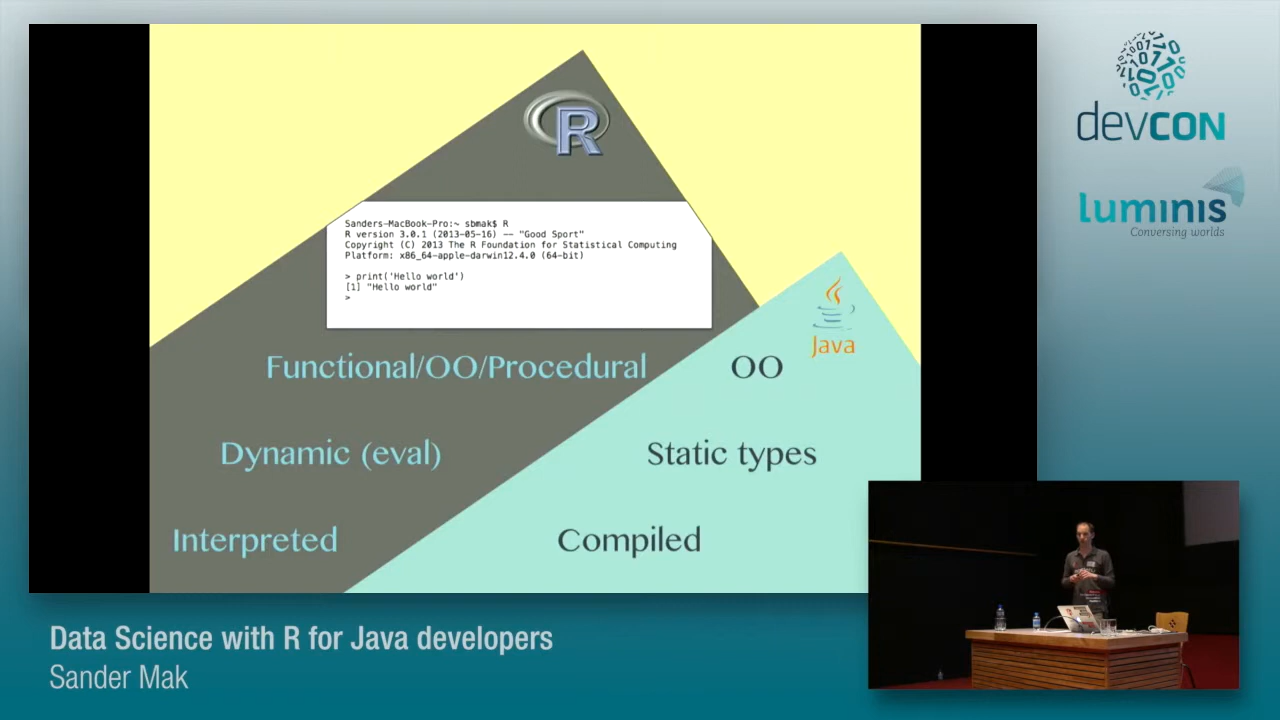 R
Sanders-MacBook-Pro:~ sbmak$ R
R version 3.0.1 (2013-05-16) -- "Good Sport"
Copyright (C) 2013 The R Foundation for Statistical Computing
Platform: x86_64-apple-darwin12.4.0 (64-bit)
> print('Hello world')
[1] "Hello world"
>
Java
Functional/OO/Procedural
OO
Dynamic (eval)
Static types
Interpreted
Compiled
devCON
luminis
Conversing worlds
Data Science with R for Java developers
Sander Mak